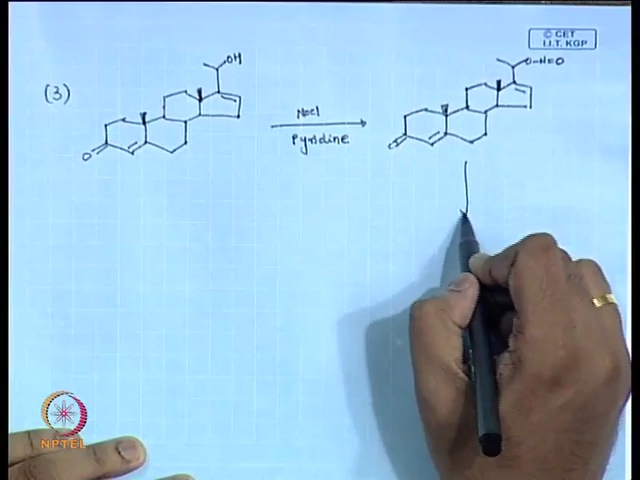 © CET
I.I.T. KGP
(3)
OH
O-N=O
NOCl
Pyridine
O
O
NPTEL